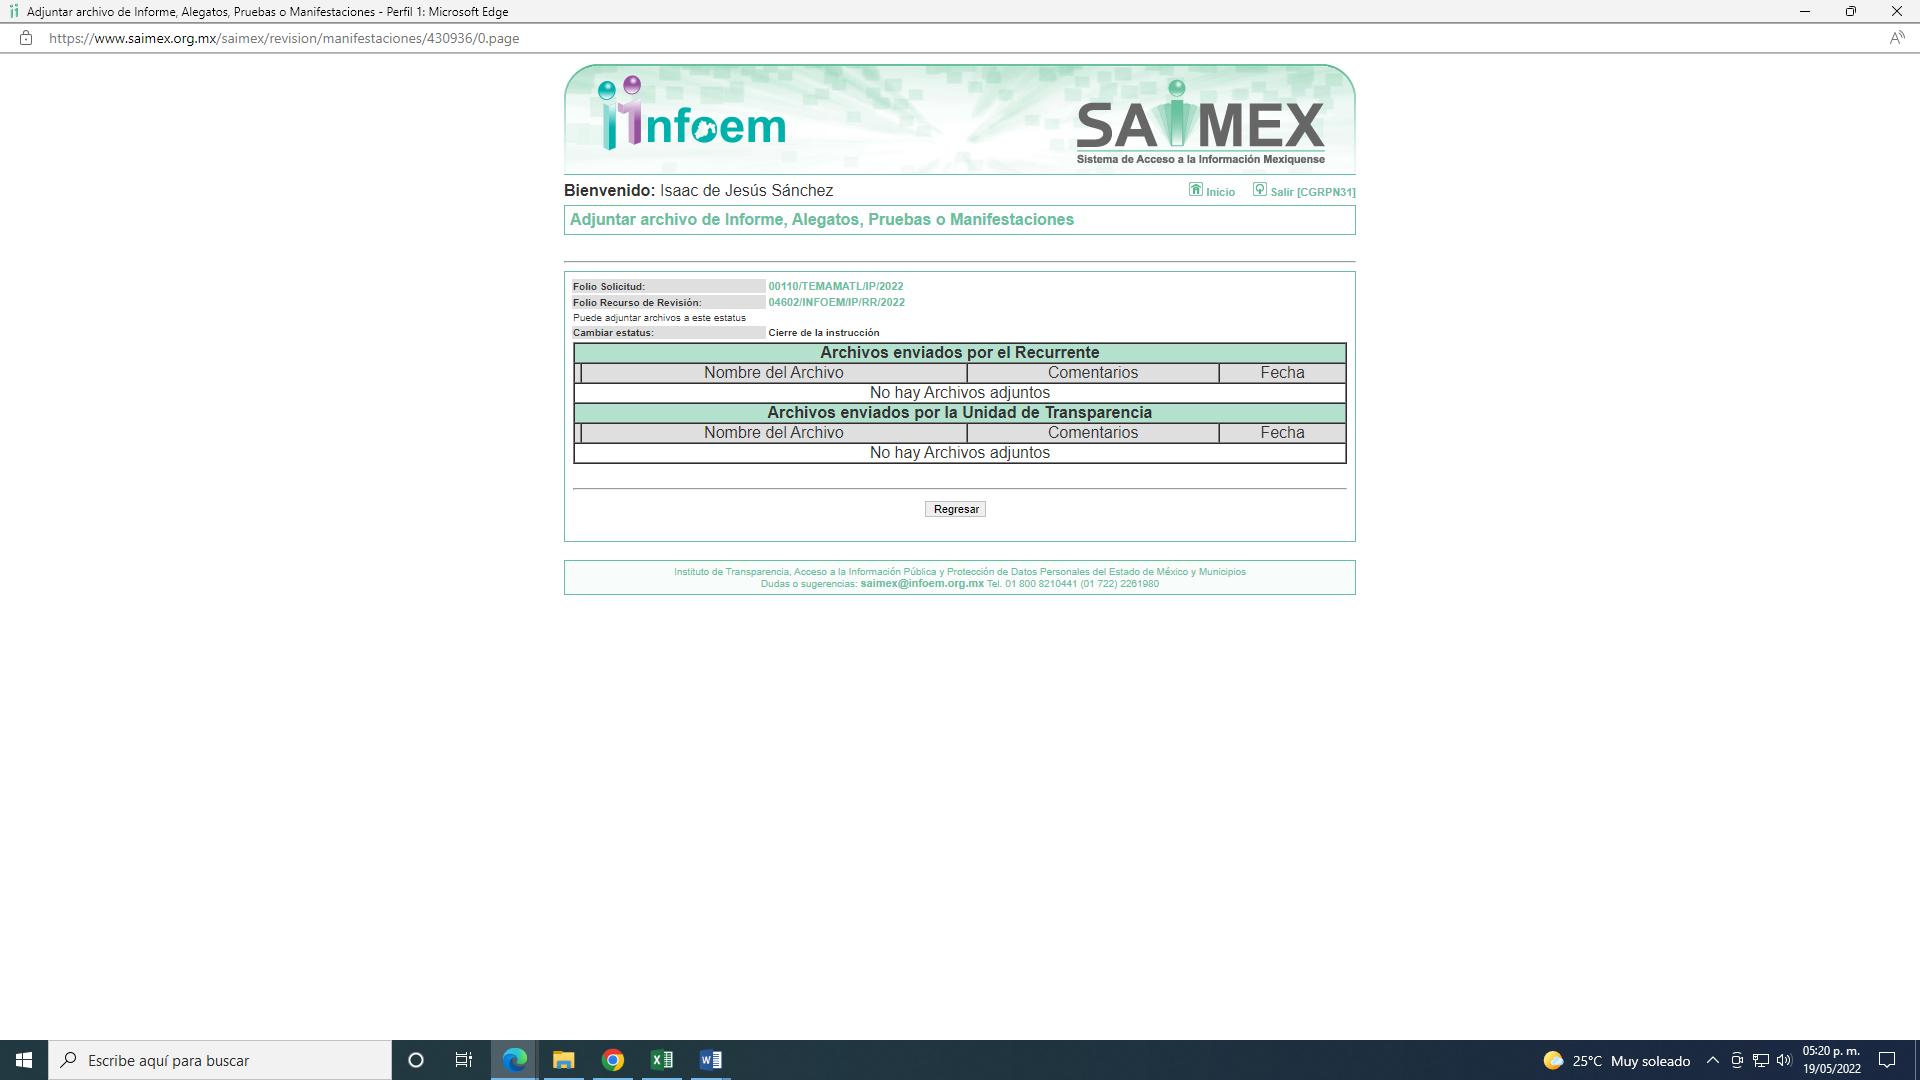 Adjuntar archivo de Informe, Alegatos, Pruebas o Manifestaciones - Perfil 1: Microsoft Edge
https://www.saimex.org.mx/saimex/revision/manifestaciones/430936/0.page
infoem
SAIMEX
Sistema de Acceso a la Información Mexiquense
Bienvenido: Isaac de Jesús Sánchez
Inicio
Salir [CGRPN31]
Adjuntar archivo de Informe, Alegatos, Pruebas o Manifestaciones
Folio Solicitud: 00110/TEMAMATL/IP/2022
Folio Recurso de Revisión: 04602/INFOEM/IP/RR/2022
Puede adjuntar archivos a este estatus
Cambiar estatus: Cierre de la instrucción
Archivos enviados por el Recurrente
Nombre del Archivo Comentarios Fecha
No hay Archivos adjuntos
Archivos enviados por la Unidad de Transparencia
Nombre del Archivo Comentarios Fecha
No hay Archivos adjuntos
Regresar
Instituto de Transparencia, Acceso a la Información Pública y Protección de Datos Personales del Estado de México y Municipios
Dudas o sugerencias: saimex@infoem.org.mx Tel. 01 800 8210441 (01 722) 2261980
Escribe aquí para buscar
25°C Muy soleado
05:20 p. m.
19/05/2022